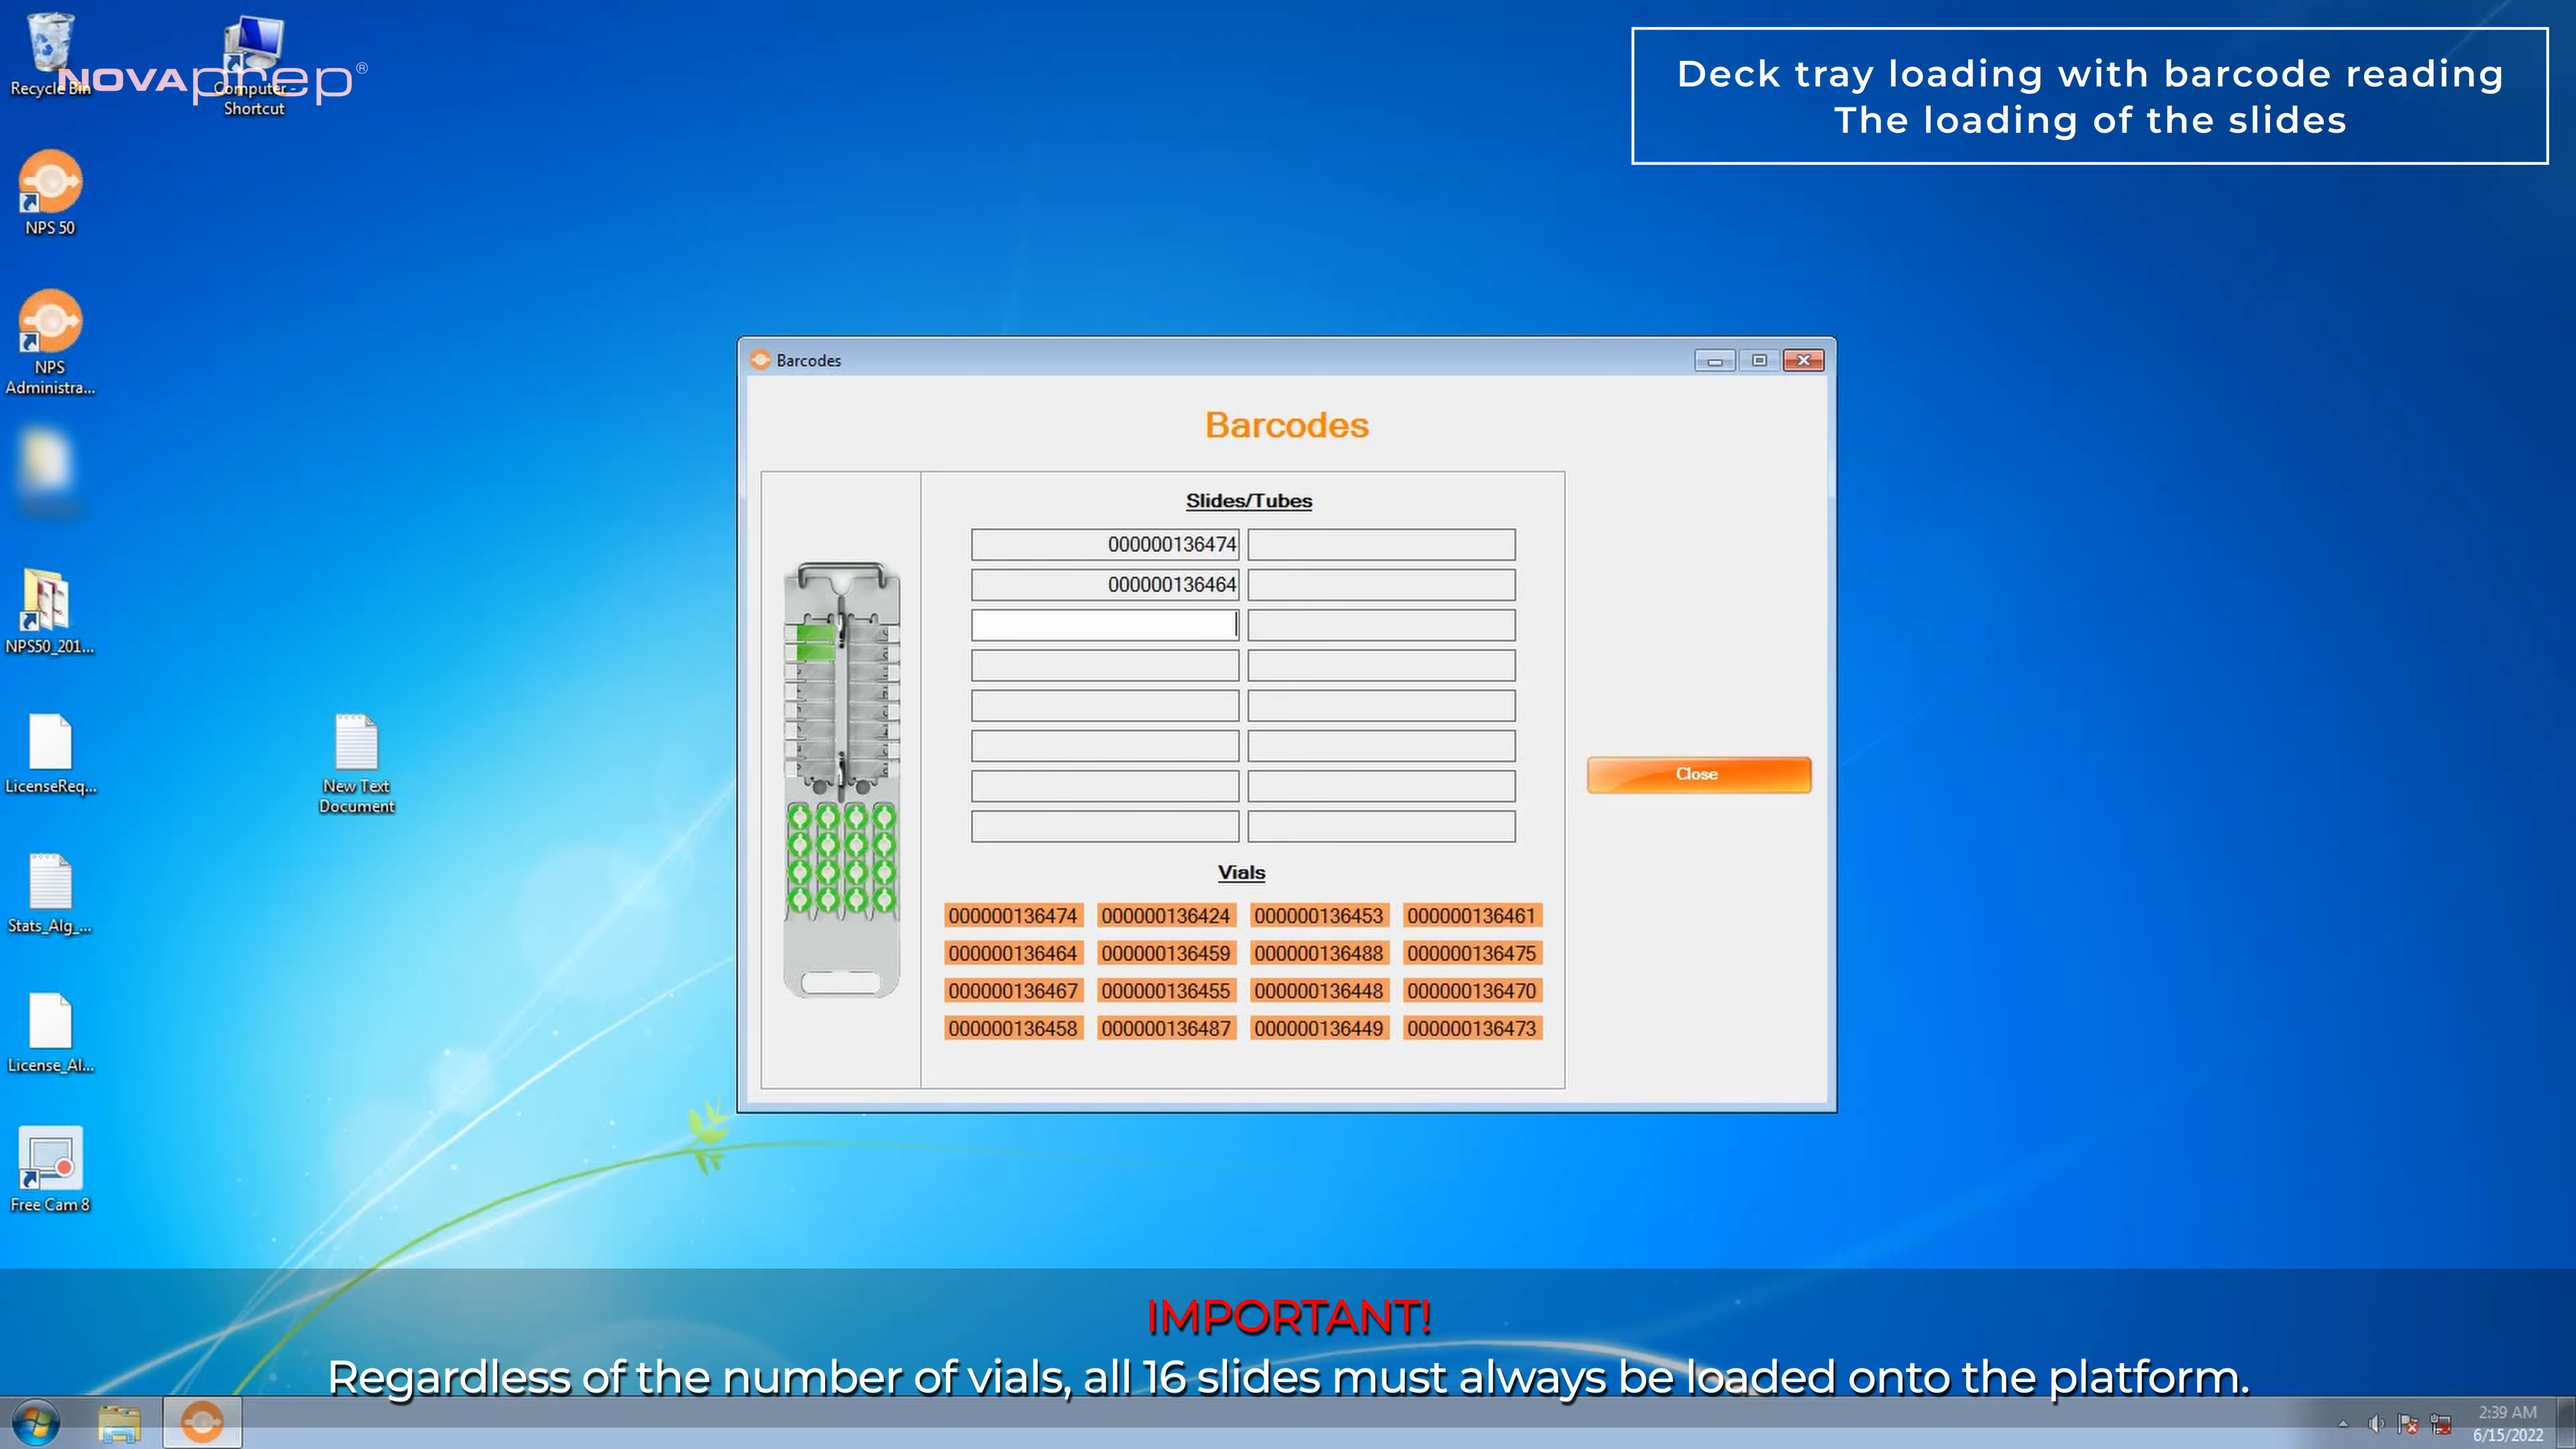 NOVAprep®
Deck tray loading with barcode reading
The loading of the slides
Recycle Bin
Computer -
Shortcut
NPS 50
NPS
Administra...
NPS50_201...
LicenseReq...
New Text
Document
Stats_Alg_...
License_Al...
Free Cam 8
Barcodes
Barcodes
Slides/Tubes
000000136474
000000136464
Close
Vials
000000136474 000000136424 000000136453 000000136461
000000136464 000000136459 000000136488 000000136475
000000136467 000000136455 000000136448 000000136470
000000136458 000000136487 000000136449 000000136473
IMPORTANT!
Regardless of the number of vials, all 16 slides must always be loaded onto the platform.
2:39 AM
6/15/2022